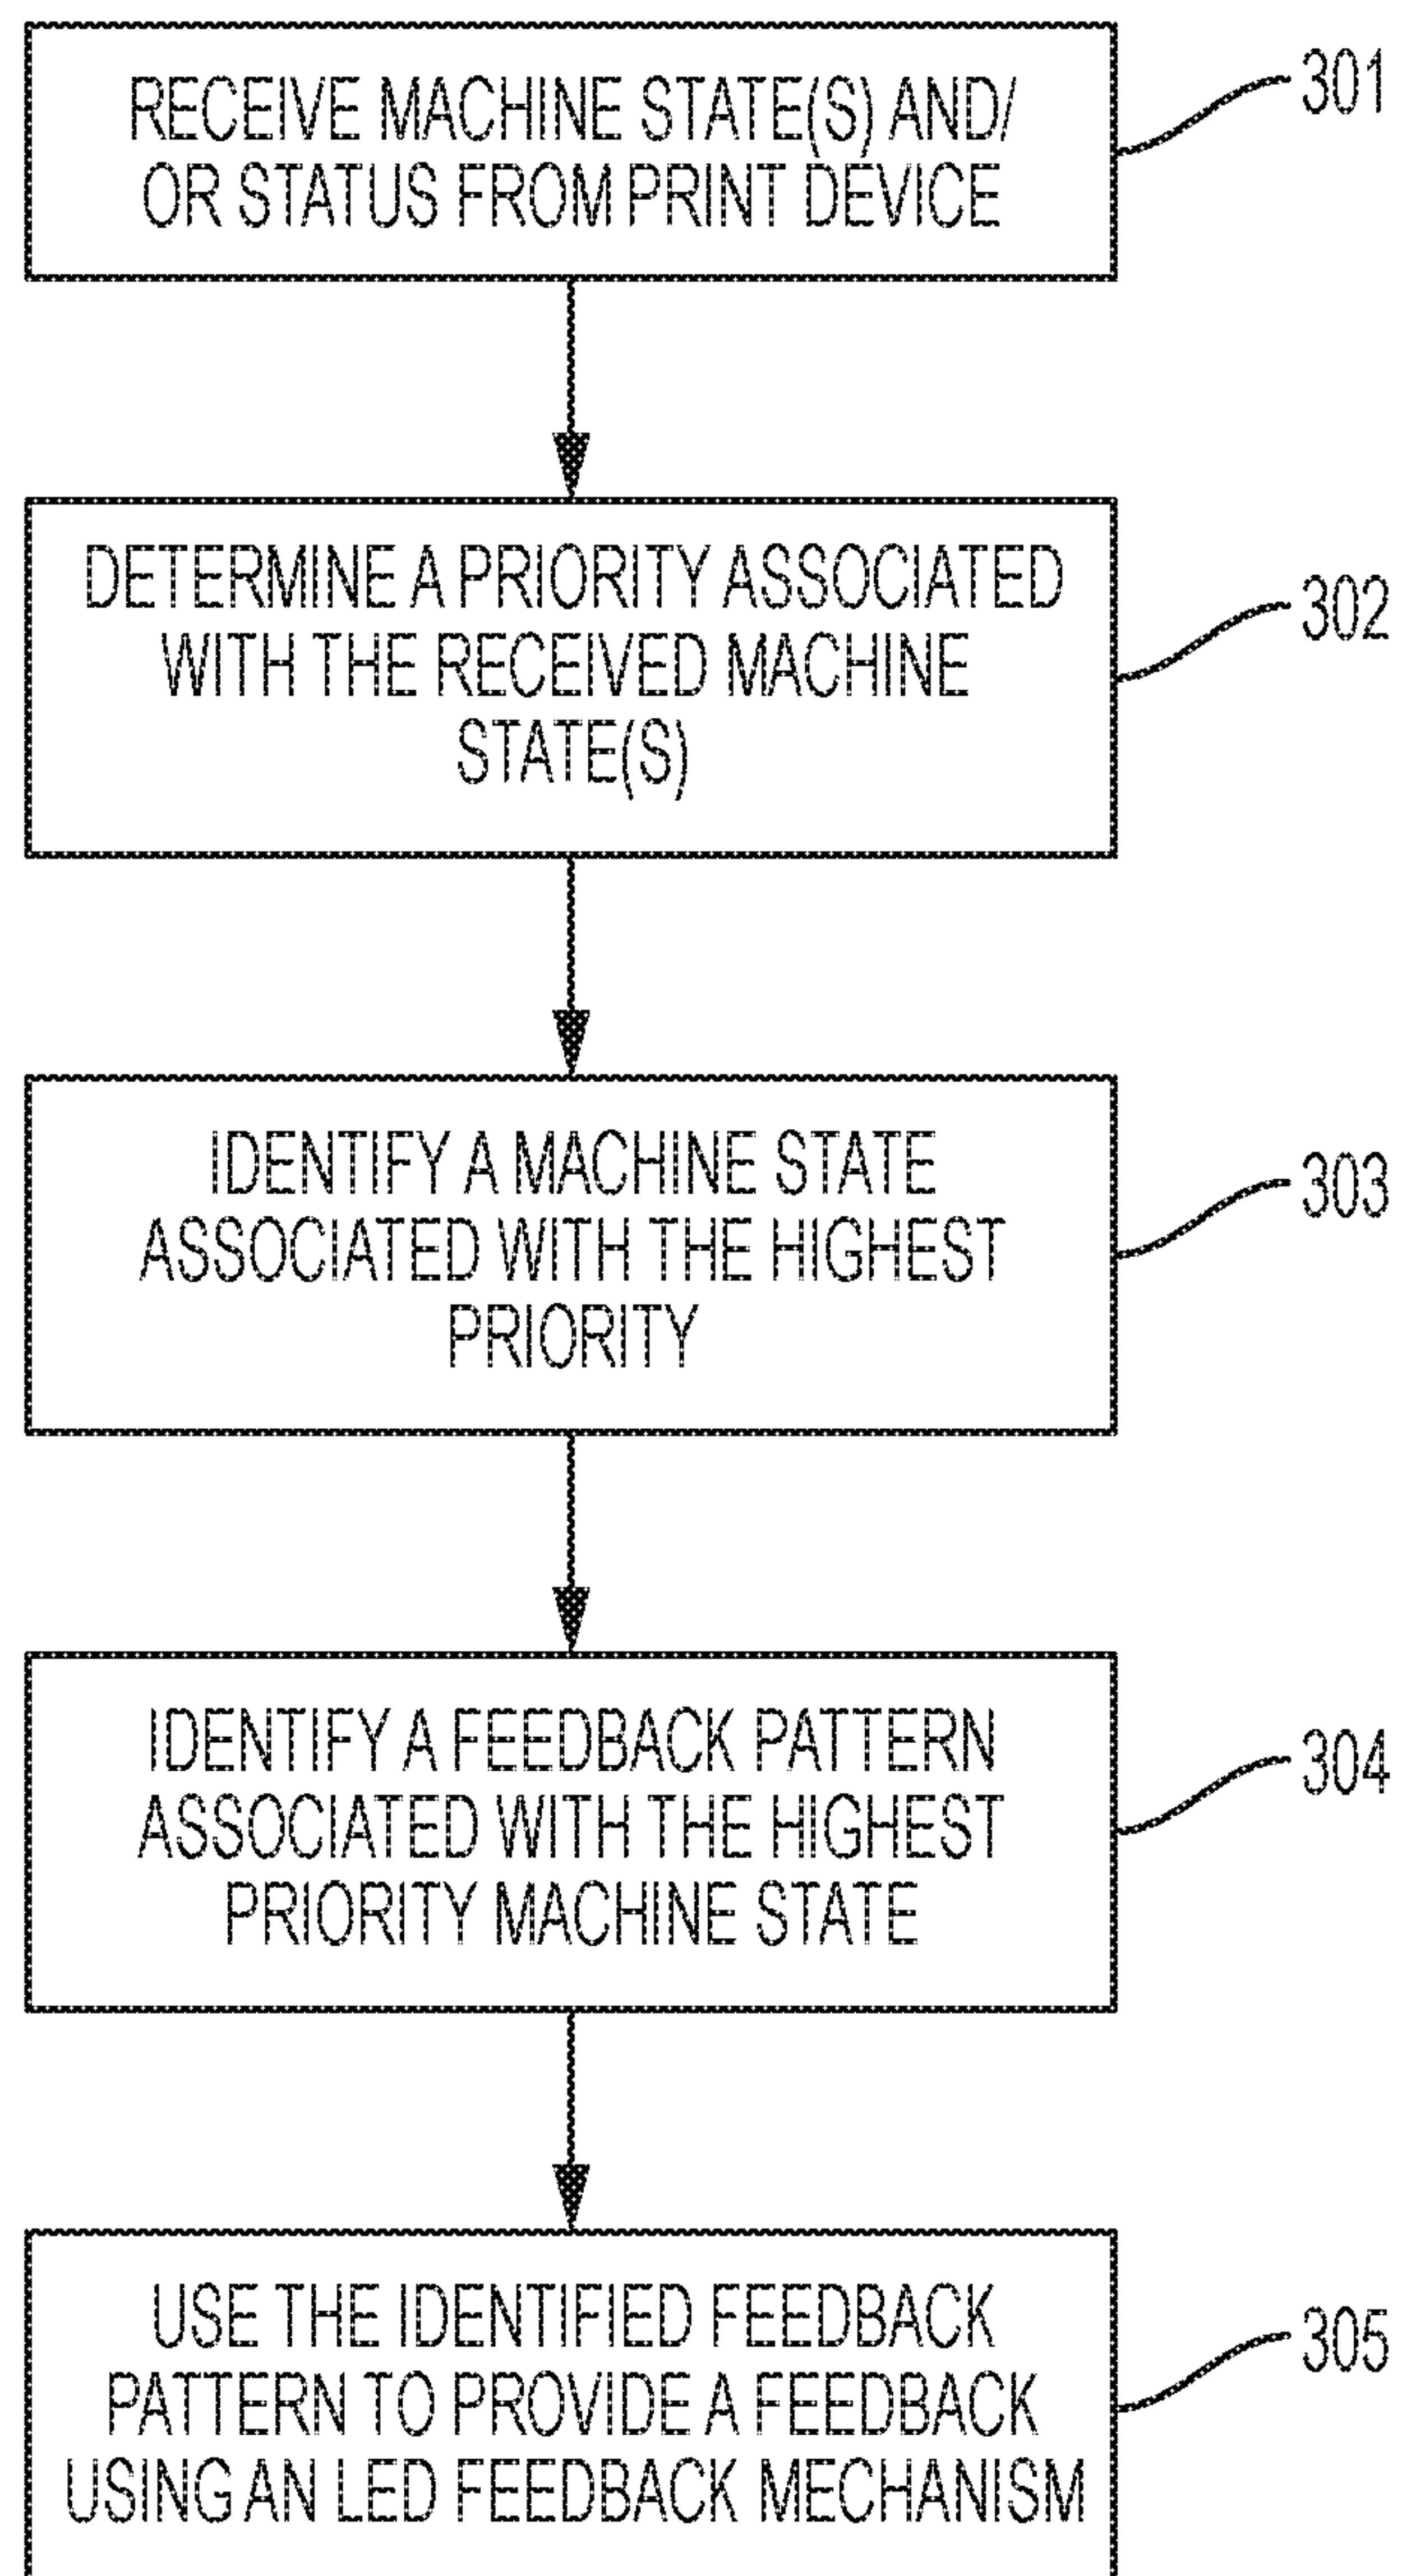 RECEIVE MACHINE STATE(S) AND/
OR STATUS FROM PRINT DEVICE
301
DETERMINE A PRIORITY ASSOCIATED
WITH THE RECEIVED MACHINE
STATE(S)
302
IDENTIFY A MACHINE STATE
ASSOCIATED WITH THE HIGHEST
PRIORITY
303
IDENTIFY A FEEDBACK PATTERN
ASSOCIATED WITH THE HIGHEST
PRIORITY MACHINE STATE
304
USE THE IDENTIFIED FEEDBACK
PATTERN TO PROVIDE A FEEDBACK
USING AN LED FEEDBACK MECHANISM
305